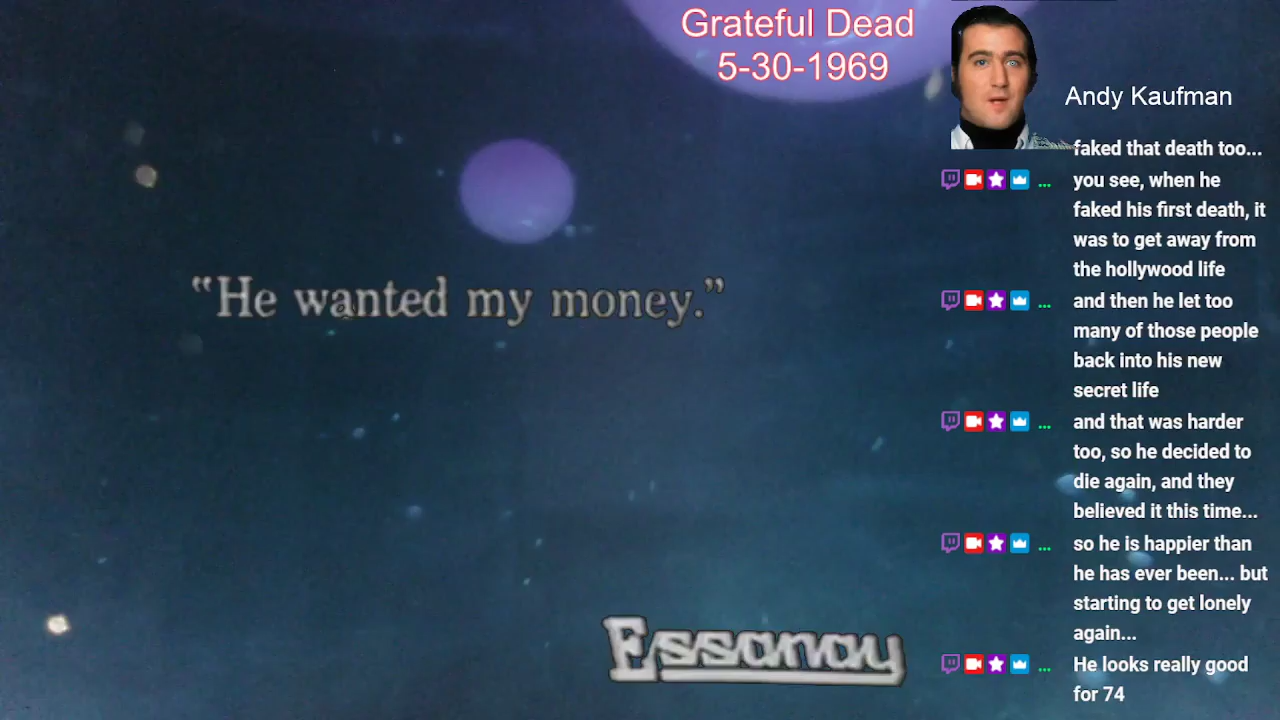 Grateful Dead
5-30-1969
Andy Kaufman
"He wanted my money."
Essanay
faked that death too...
... you see, when he
faked his first death, it
was to get away from
the hollywood life
... and then he let too
many of those people
back into his new
secret life
... and that was harder
too, so he decided to
die again, and they
believed it this time...
... so he is happier than
he has ever been... but
starting to get lonely
again...
... He looks really good
for 74